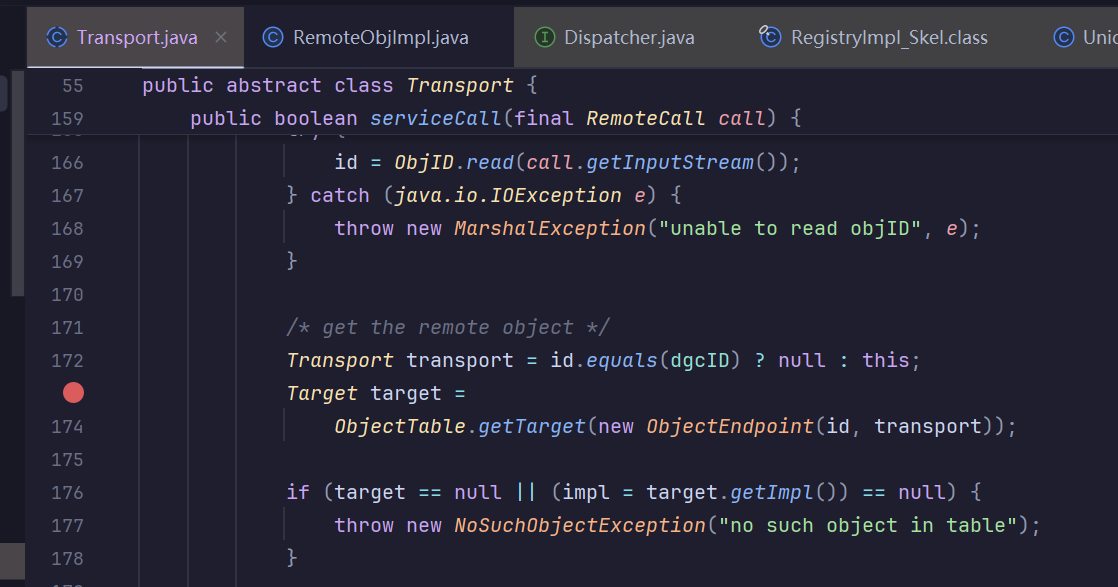 Transport.java
RemoteObjImpl.java
Dispatcher.java
RegistryImpl_Skel.class
55 public abstract class Transport {
159 public boolean serviceCall(final RemoteCall call) {
166 id = ObjID.read(call.getInputStream());
167 } catch (java.io.IOException e) {
168 throw new MarshalException("unable to read objID", e);
169 }
170
171 /* get the remote object */
172 Transport transport = id.equals(dgcID) ? null : this;
Target target =
174 ObjectTable.getTarget(new ObjectEndpoint(id, transport));
175
176 if (target == null || (impl = target.getImpl()) == null) {
177 throw new NoSuchObjectException("no such object in table");
178 }